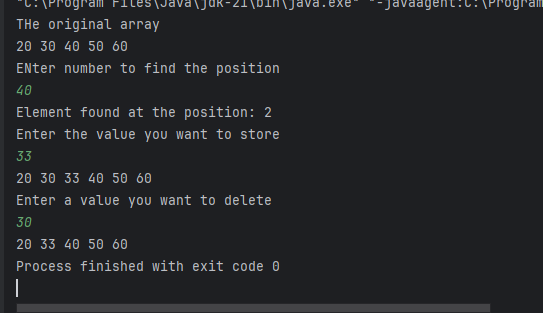 "C:\Program Files\Java\jdk-21\bin\java.exe" "-javaagent:C:\Program
THe original array
20 30 40 50 60
ENter number to find the position
40
Element found at the position: 2
Enter the value you want to store
33
20 30 33 40 50 60
Enter a value you want to delete
30
20 33 40 50 60
Process finished with exit code 0